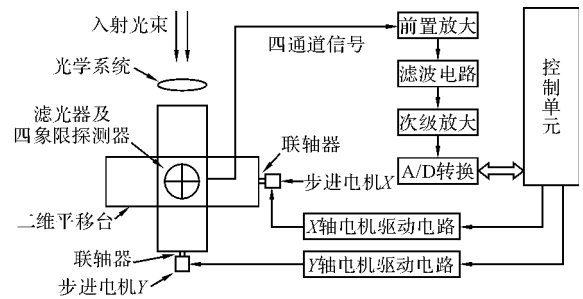 入射光束
光学系统
滤光器及
四象限探测器
二维平移台
联轴器
步进电机Y
联轴器
步进电机X
四通道信号
前置放大
滤波电路
次级放大
A/D转换
控制单元
X轴电机驱动电路
Y轴电机驱动电路